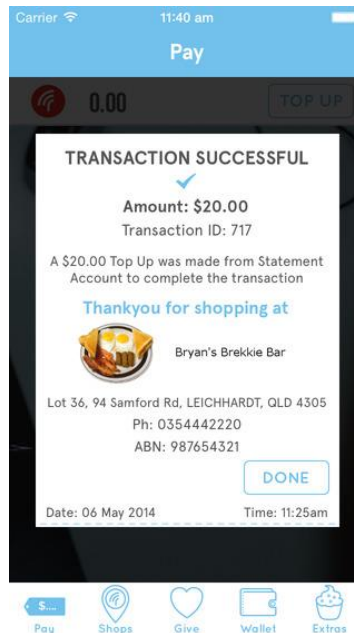 Carrier 11:40 am
Pay
0.00 TOP UP
TRANSACTION SUCCESSFUL
Amount: $20.00
Transaction ID: 717
A $20.00 Top Up was made from Statement
Account to complete the transaction
Thankyou for shopping at
Bryan's Brekkie Bar
Lot 36, 94 Samford Rd, LEICHHARDT, QLD 4305
Ph: 0354442220
ABN: 987654321
DONE
Date: 06 May 2014 Time: 11:25am
$....
Pay Shops Give Wallet Extras